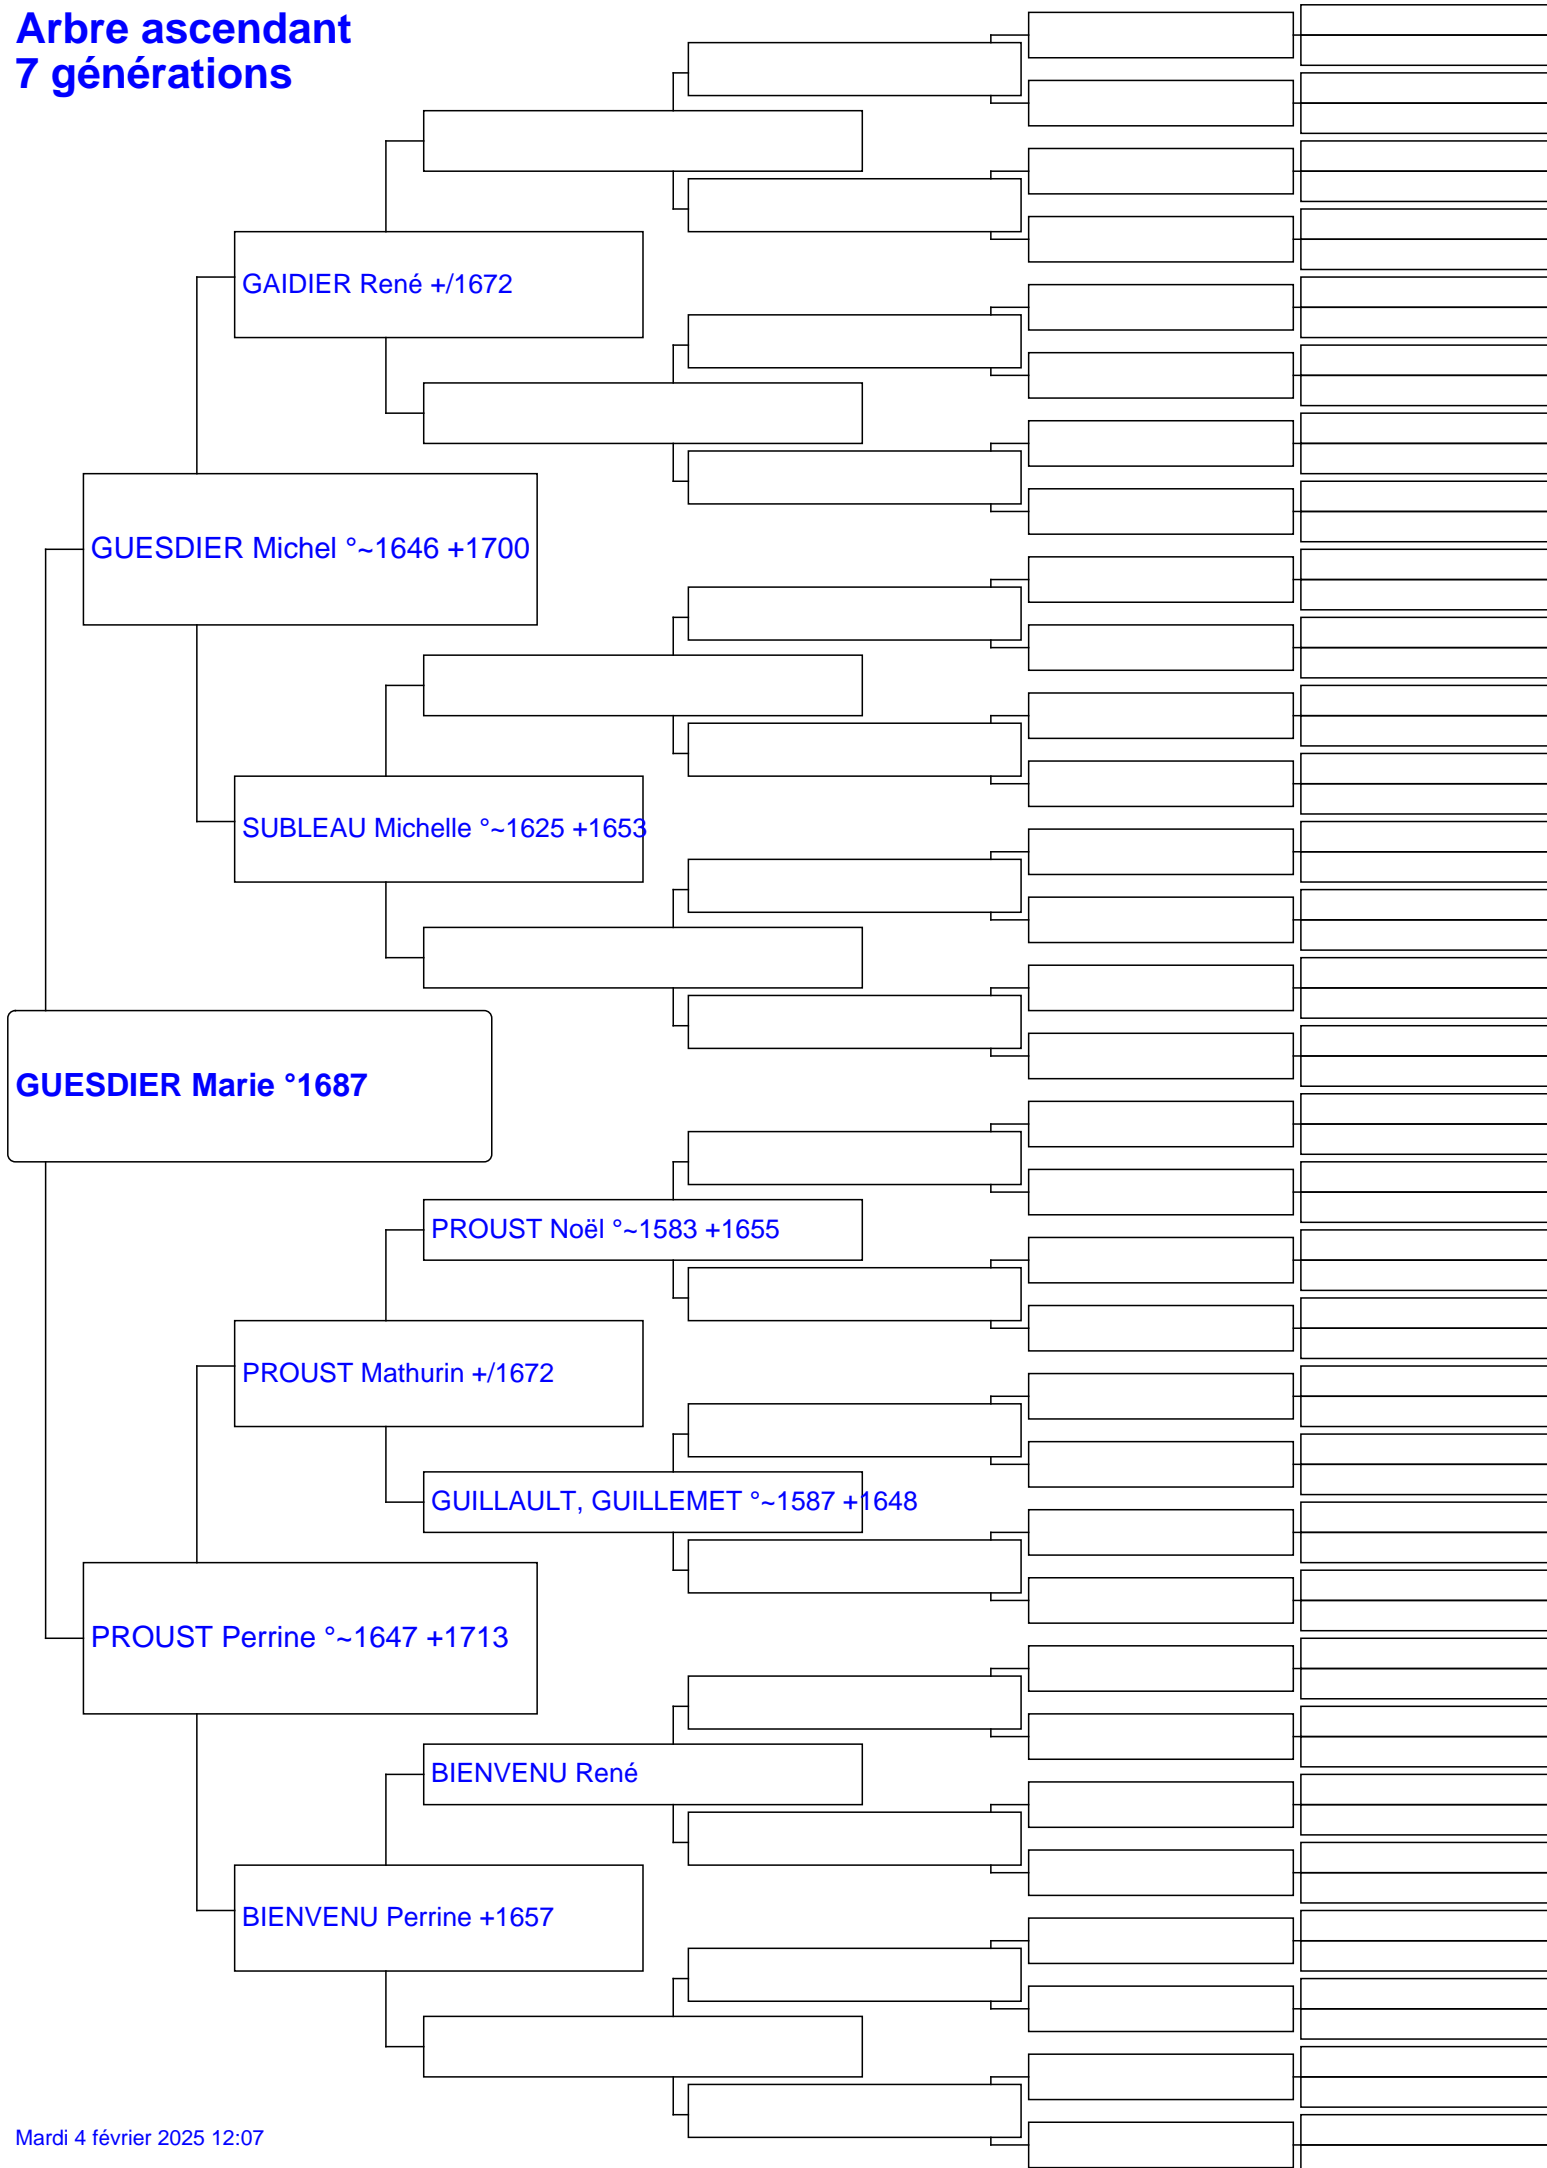 Arbre ascendant
7 générations
GAIDIER René +/1672
GUESDIER Michel °~1646 +1700
SUBLEAU Michelle °~1625 +1653
GUESDIER Marie °1687
PROUST Noël °~1583 +1655
PROUST Mathurin +/1672
GUILLAULT, GUILLEMET °~1587 +1648
PROUST Perrine °~1647 +1713
BIENVENU René
BIENVENU Perrine +1657
Mardi 4 février 2025 12:07